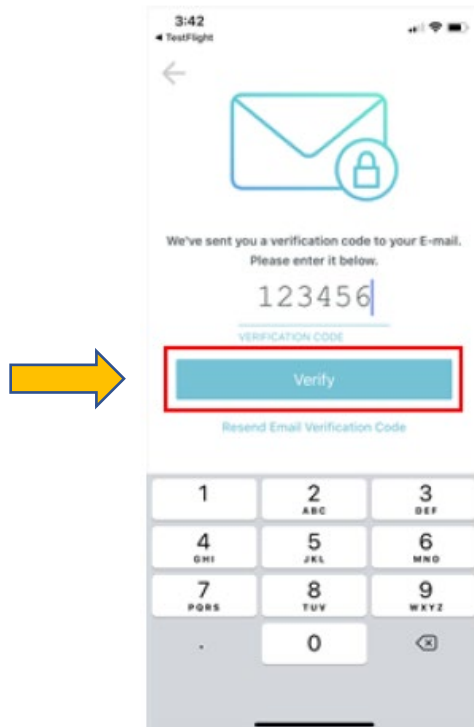 3:42
◀ TestFlight
We've sent you a verification code to your E-mail.
Please enter it below.
123456
VERIFICATION CODE
Verify
Resend Email Verification Code
1 2 3
ABC DEF
4 5 6
GHI JKL MNO
7 8 9
PQRS TUV WXYZ
. 0